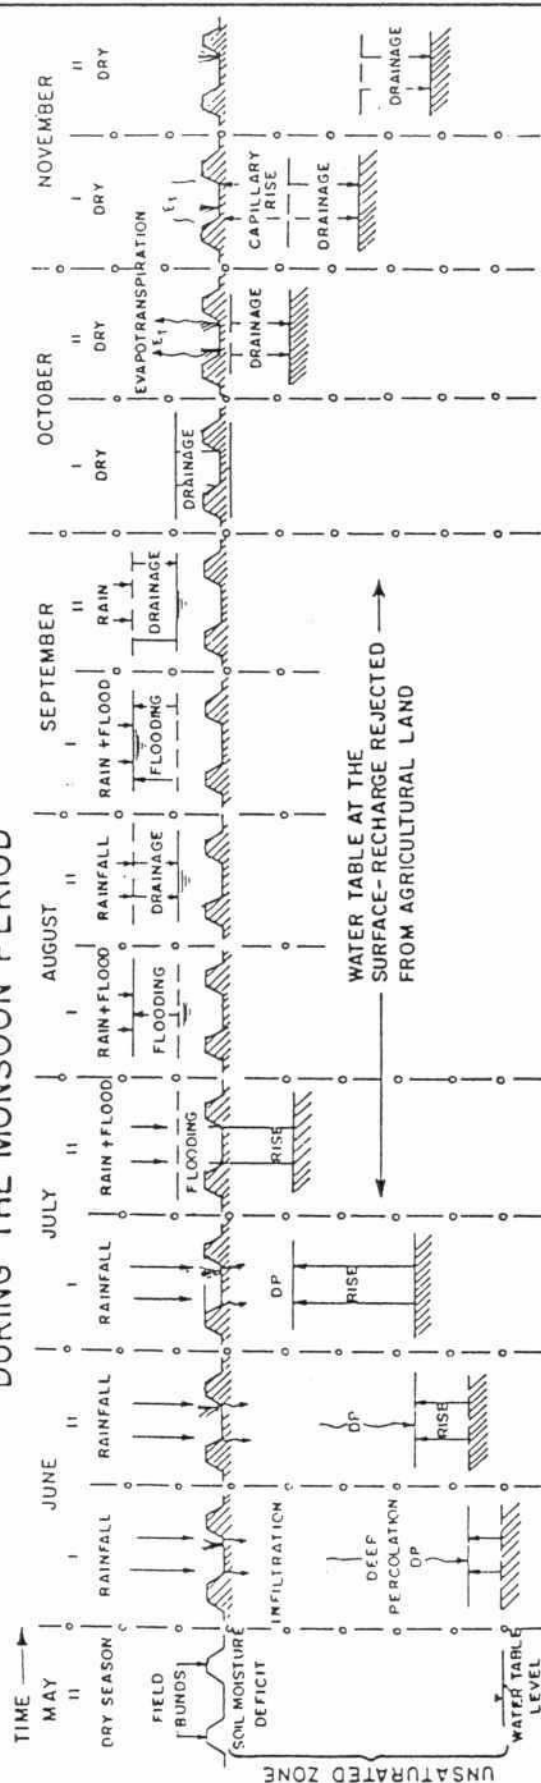 DURING THE MONSOON PERIOD
TIME
MAY
JUNE
JULY
AUGUST
SEPTEMBER
OCTOBER
NOVEMBER
II
I
II
I
II
I
II
I
II
I
II
I
II
DRY SEASON
RAINFALL
RAINFALL
RAINFALL
RAIN + FLOOD
RAIN+FLOOD
RAINFALL
RAIN +FLOOD
RAIN
DRY
DRY
DRY
DRY
FIELD
BUNDS
FLOODING
FLOODING
DRAINAGE
FLOODING
DRAINAGE
DRAINAGE
EVAPOTRANSPIRATION
ET
ET
SOIL MOISTURE
DEFICIT
INFILTRATION
DEEP
PERCOLATION
DP
DP
RISE
DP
RISE
RISE
DRAINAGE
CAPILLARY
RISE
DRAINAGE
DRAINAGE
WATER TABLE AT THE
SURFACE-RECHARGE REJECTED
FROM AGRICULTURAL LAND
WATER TABLE
LEVEL
UNSATURATED ZONE